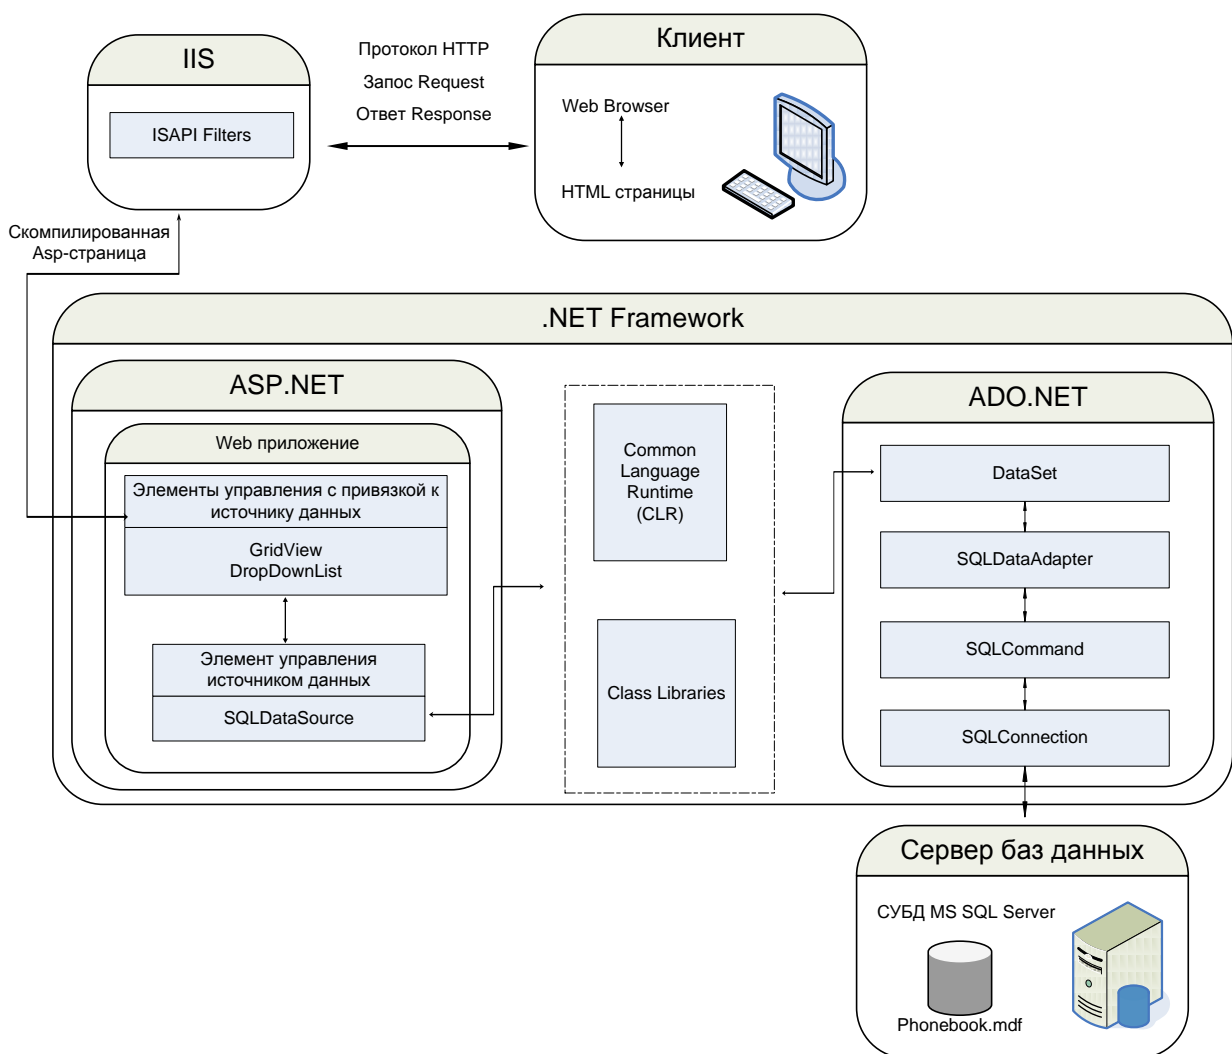 IIS
ISAPI Filters
Протокол HTTP
Запос Request
Ответ Response
Клиент
Web Browser
HTML страницы
Скомпилированная
Asp-страница
.NET Framework
ASP.NET
Web приложение
Элементы управления с привязкой к
источнику данных
GridView
DropDownList
Элемент управления
источником данных
SQLDataSource
Common
Language
Runtime
(CLR)
Class Libraries
ADO.NET
DataSet
SQLDataAdapter
SQLCommand
SQLConnection
Сервер баз данных
СУБД MS SQL Server
Phonebook.mdf